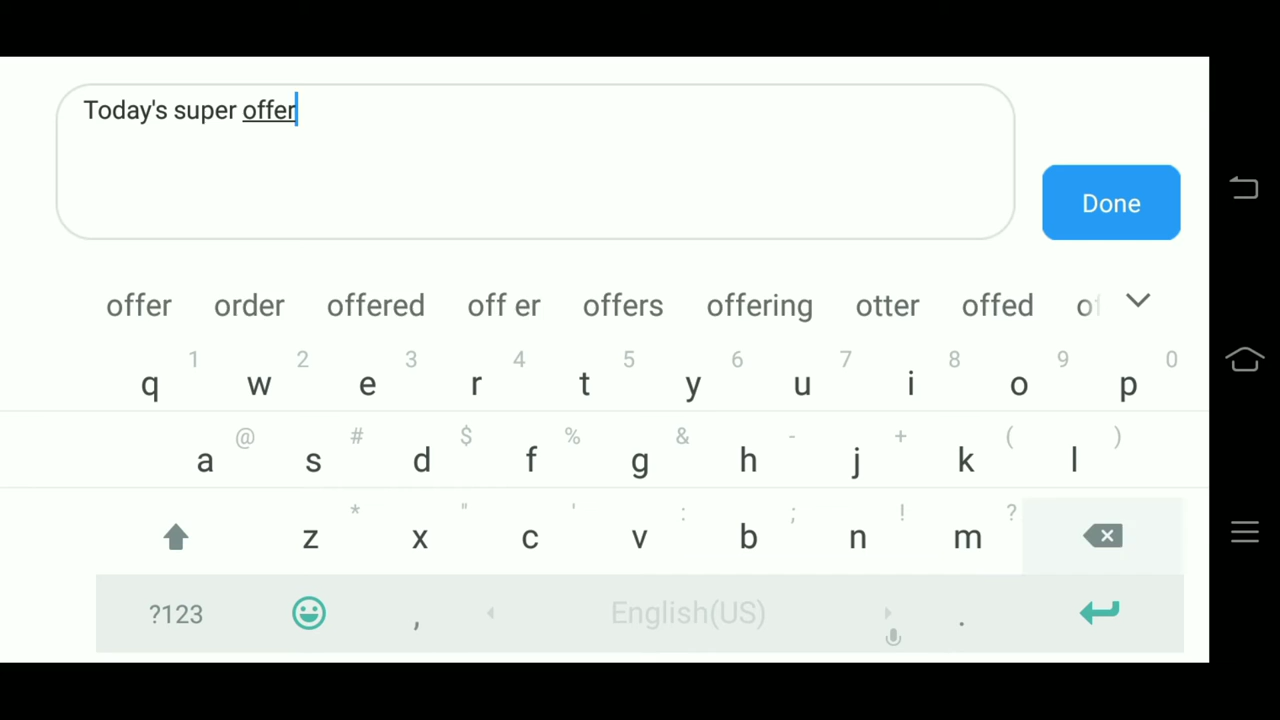 Today's super offer
Done
offer order offered off er offers offering otter offed
1 2 3 4 5 6 7 8 9 0
q w e r t y u i o p
@ # $ % & - + ( )
a s d f g h j k l
* " ' : ; ! ?
z x c v b n m
?123 , English(US) .